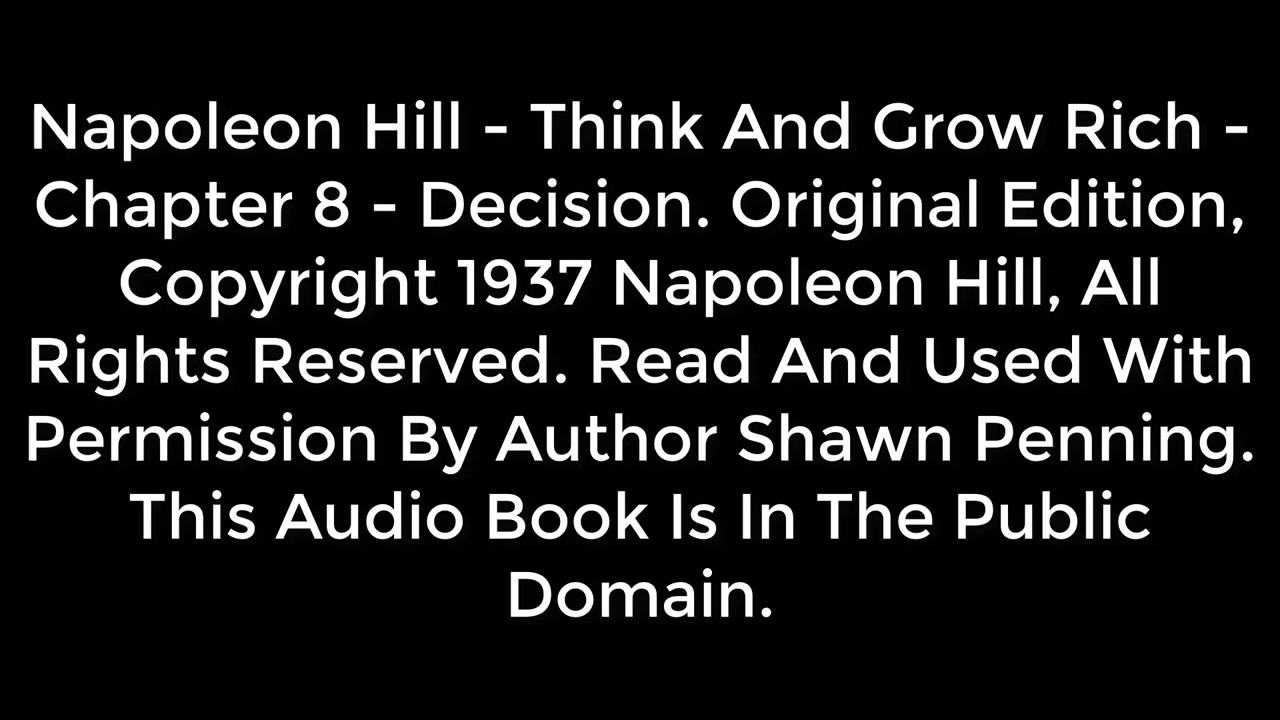 Napoleon Hill - Think And Grow Rich -
Chapter 8 - Decision. Original Edition,
Copyright 1937 Napoleon Hill, All
Rights Reserved. Read And Used With
Permission By Author Shawn Penning.
This Audio Book Is In The Public
Domain.